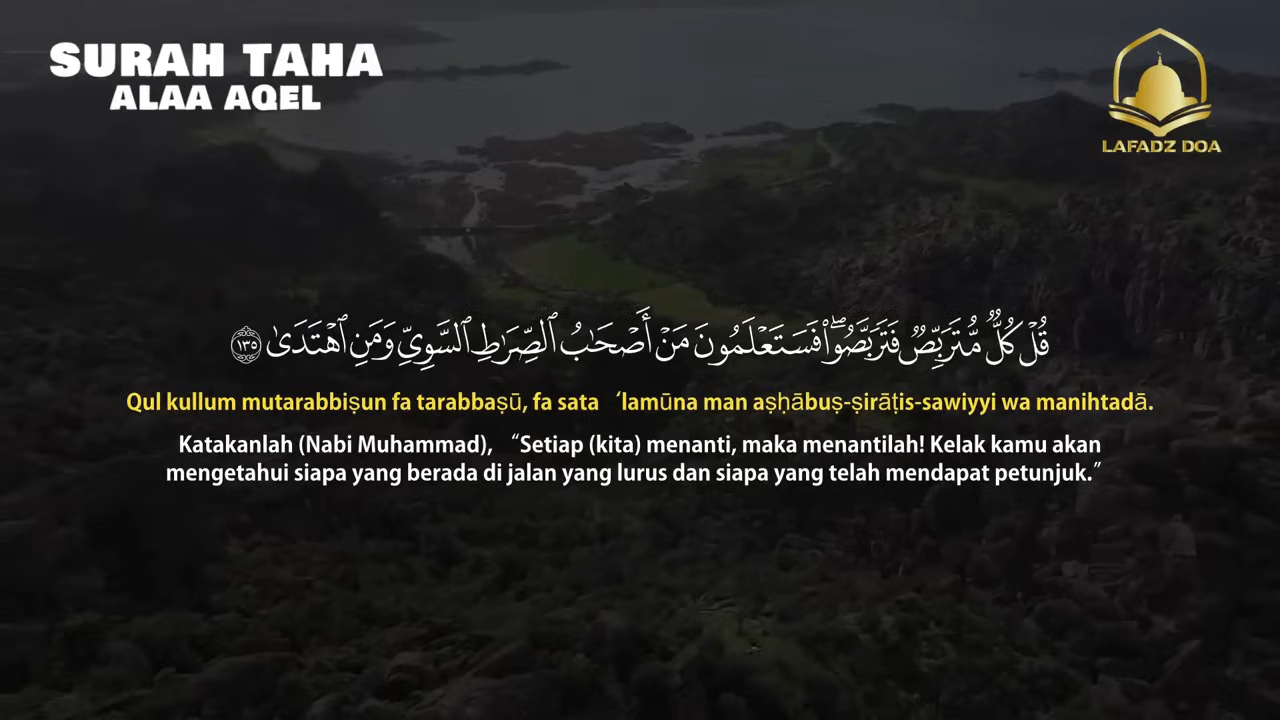 SURAH TAHA
ALAA AQEL
LAFADZ DOA
قُلْ كُلٌّ مُّتَرَبِّصٌ فَتَرَبَّصُوا۟ ۖ فَسَتَعْلَمُونَ مَنْ أَصْحَـٰبُ ٱلصِّرَٰطِ ٱلسَّوِىِّ وَمَنِ ٱهْتَدَىٰ ١٣٥
Qul kullum mutarabbiṣun fa tarabbaṣū, fa sata ‘lamūna man aṣḥābuṣ-ṣirāṭis-sawiyyi wa manihtadā.
Katakanlah (Nabi Muhammad), “Setiap (kita) menanti, maka menantilah! Kelak kamu akan
mengetahui siapa yang berada di jalan yang lurus dan siapa yang telah mendapat petunjuk.”